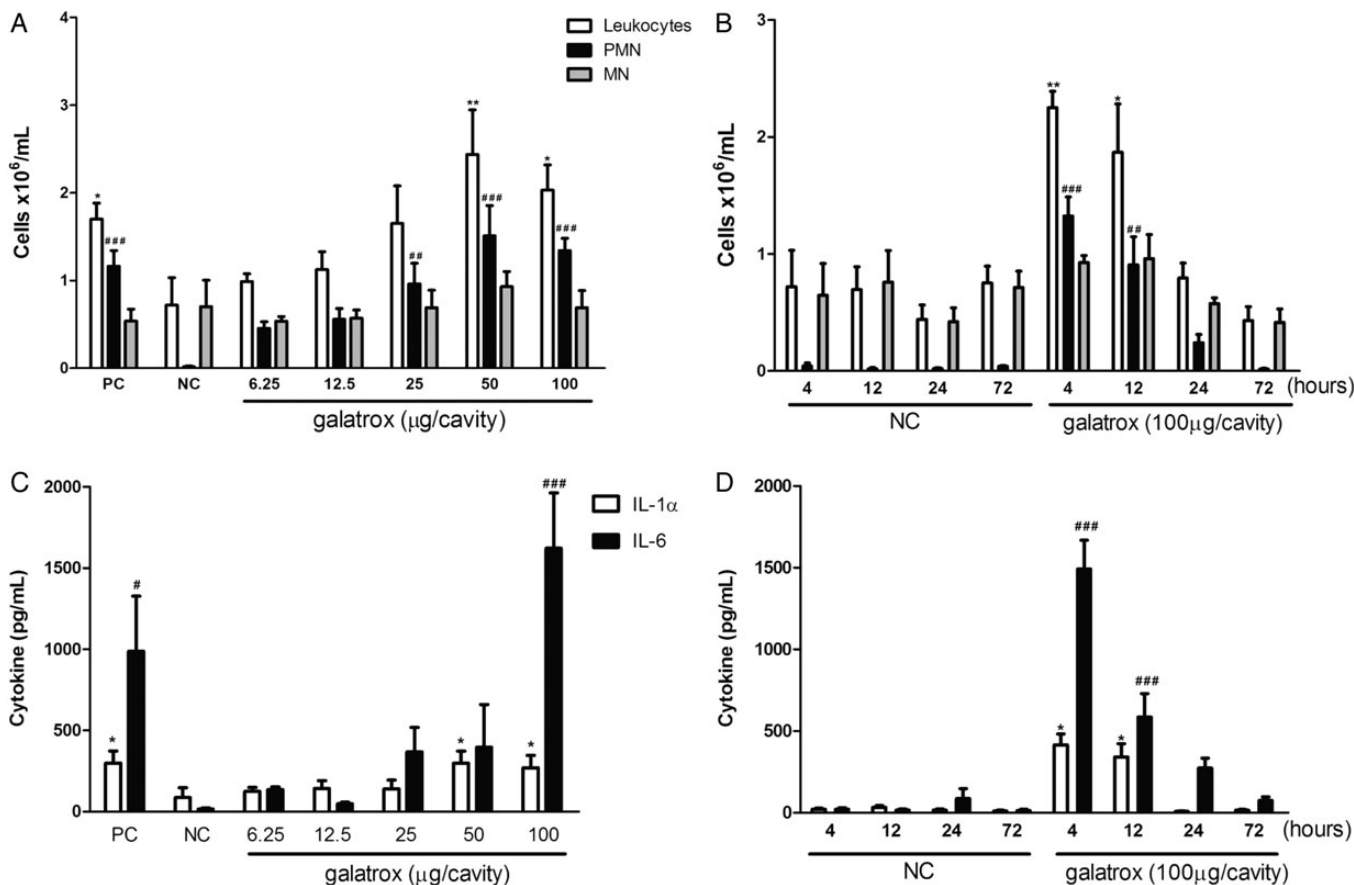 A
Leukocytes
PMN
MN
Cells x10⁶/mL
4
3
2
1
0
*
###
##
**
###
*
###
PC NC 6.25 12.5 25 50 100
galatrox (μg/cavity)
B
Cells x10⁶/mL
3
2
1
0
**
###
*
##
4 12 24 72 4 12 24 72 (hours)
NC galatrox (100μg/cavity)
C
IL-1α
IL-6
Cytokine (pg/mL)
2000
1500
1000
500
0
*
#
*
*
###
PC NC 6.25 12.5 25 50 100
galatrox (μg/cavity)
D
Cytokine (pg/mL)
2000
1500
1000
500
0
*
###
*
###
4 12 24 72 4 12 24 72 (hours)
NC galatrox (100μg/cavity)